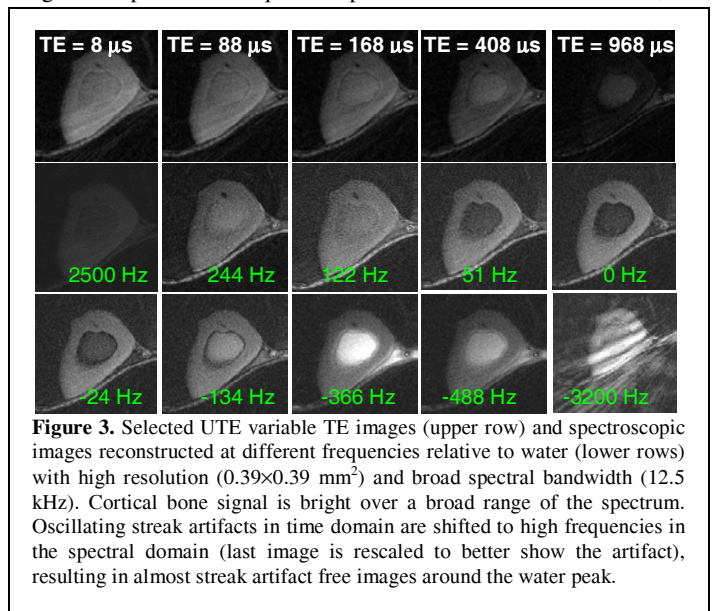 TE = 8 μs TE = 88 μs TE = 168 μs TE = 408 μs TE = 968 μs
2500 Hz 244 Hz 122 Hz 51 Hz 0 Hz
-24 Hz -134 Hz -366 Hz -488 Hz -3200 Hz
Figure 3. Selected UTE variable TE images (upper row) and spectroscopic
images reconstructed at different frequencies relative to water (lower rows)
with high resolution (0.39×0.39 mm²) and broad spectral bandwidth (12.5
kHz). Cortical bone signal is bright over a broad range of the spectrum.
Oscillating streak artifacts in time domain are shifted to high frequencies in
the spectral domain (last image is rescaled to better show the artifact),
resulting in almost streak artifact free images around the water peak.